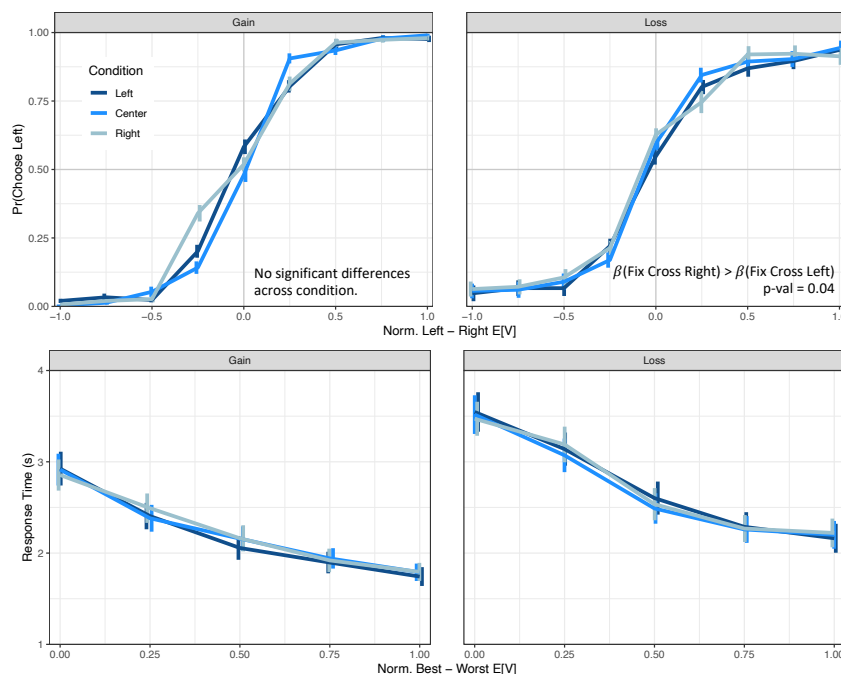 Gain
Loss
1.00
0.75
0.50
0.25
0.00
Pr(Choose Left)
Condition
Left
Center
Right
No significant differences
across condition.
β(Fix Cross Right) > β(Fix Cross Left)
p-val = 0.04
−1.0
−0.5
0.0
0.5
1.0
−1.0
−0.5
0.0
0.5
1.0
Norm. Left − Right E[V]
Gain
Loss
4
3
2
1
Response Time (s)
0.00
0.25
0.50
0.75
1.00
0.00
0.25
0.50
0.75
1.00
Norm. Best − Worst E[V]